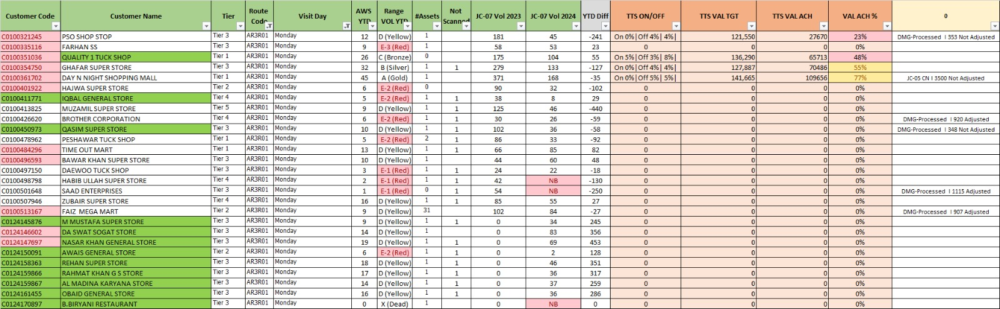 Customer Code Customer Name Tier Route Code Visit Day AWS YTD Range VOL YTD #Assets Not Scanned JC-07 Vol 2023 JC-07 Vol 2024 YTD Diff TTS ON/OFF TTS VAL TGT TTS VAL ACH VAL ACH % 0
C0100321245 PSO SHOP STOP Tier 3 AR3R01 Monday 12 D (Yellow) 1 181 45 -241 On 0%|Off 4%| 4%| 121,550 27670 23% DMG-Processed I 353 Not Adjusted
C0100335116 FARHAN SS Tier 3 AR3R01 Monday 9 E-3 (Red) 1 58 53 23 0 0 0 0%
C0100351036 QUALITY 1 TUCK SHOP Tier 1 AR3R01 Monday 26 C (Bronze) 0 175 104 55 On 5%|Off 3%| 8%| 136,290 65713 48%
C0100354750 GHAFAR SUPER STORE Tier 3 AR3R01 Monday 32 B (Silver) 1 1 279 133 -127 On 0%|Off 4%| 4%| 127,887 70486 55%
C0100361702 DAY N NIGHT SHOPPING MALL Tier 1 AR3R01 Monday 45 A (Gold) 1 371 168 -35 On 0%|Off 5%| 5%| 141,665 109656 77% JC-05 CN I 3500 Not Adjusted
C0100401922 HAJWA SUPER STORE Tier 2 AR3R01 Monday 6 E-2 (Red) 0 90 32 -102 0 0 0 0%
C0100411771 IQBAL GENERAL STORE Tier 4 AR3R01 Monday 5 E-2 (Red) 1 1 38 8 29 0 0 0 0%
C0100413825 MUZAMIL SUPER STORE Tier 5 AR3R01 Monday 9 D (Yellow) 1 1 125 46 -440 0 0 0 0%
C0100426620 BROTHER CORPORATION Tier 4 AR3R01 Monday 6 E-2 (Red) 1 1 30 26 -59 0 0 0 0% DMG-Processed I 920 Adjusted
C0100450973 QASIM SUPER STORE Tier 3 AR3R01 Monday 10 D (Yellow) 1 1 102 36 -58 0 0 0 0% DMG-Processed I 348 Not Adjusted
C0100478962 PESHAWAR TUCK SHOP Tier 1 AR3R01 Monday 5 E-2 (Red) 2 1 86 33 -92 0 0 0 0%
C0100484296 TIME OUT MART Tier 1 AR3R01 Monday 13 D (Yellow) 1 1 66 85 82 0 0 0 0%
C0100496593 BAWAR KHAN SUPER STORE Tier 3 AR3R01 Monday 10 D (Yellow) 1 44 60 48 0 0 0 0%
C0100497150 DAEWOO TUCK SHOP Tier 3 AR3R01 Monday 3 E-1 (Red) 1 1 24 22 -18 0 0 0 0%
C0100498798 HABIB ULLAH SUPER STORE Tier 4 AR3R01 Monday 2 E-1 (Red) 1 1 42 NB -130 0 0 0 0%
C0100501648 SAAD ENTERPRISES Tier 3 AR3R01 Monday 1 E-1 (Red) 0 1 54 NB -250 0 0 0 0% DMG-Processed I 1115 Adjusted
C0100507946 ZUBAIR SUPER STORE Tier 4 AR3R01 Monday 16 D (Yellow) 1 1 85 55 27 0 0 0 0%
C0100513167 FAIZ MEGA MART Tier 2 AR3R01 Monday 9 D (Yellow) 31 102 84 -27 0 0 0 0% DMG-Processed I 907 Adjusted
C0124145876 M MUSTAFA SUPER STORE Tier 3 AR3R01 Monday 9 D (Yellow) 1 1 0 34 245 0 0 0 0%
C0124146602 DA SWAT SOGAT STORE Tier 3 AR3R01 Monday 14 D (Yellow) 1 0 83 356 0 0 0 0%
C0124147697 NASAR KHAN GENERAL STORE Tier 3 AR3R01 Monday 19 D (Yellow) 1 1 0 69 453 0 0 0 0%
C0124150091 AWAIS GENERAL STORE Tier 2 AR3R01 Monday 6 E-2 (Red) 1 1 0 2 128 0 0 0 0%
C0124158363 REHAN SUPER STORE Tier 3 AR3R01 Monday 18 D (Yellow) 1 1 0 46 351 0 0 0 0%
C0124159866 RAHMAT KHAN G S STORE Tier 3 AR3R01 Monday 17 D (Yellow) 1 1 0 36 317 0 0 0 0%
C0124159867 AL MADINA KARYANA STORE Tier 3 AR3R01 Monday 14 D (Yellow) 1 1 0 37 259 0 0 0 0%
C0124161455 OBAID GENERAL STORE Tier 3 AR3R01 Monday 16 D (Yellow) 1 1 0 36 286 0 0 0 0%
C0124170897 B.BIRYANI RESTAURANT Tier 3 AR3R01 Monday 0 X (Dead) 1 0 NB 0 0 0 0 0%